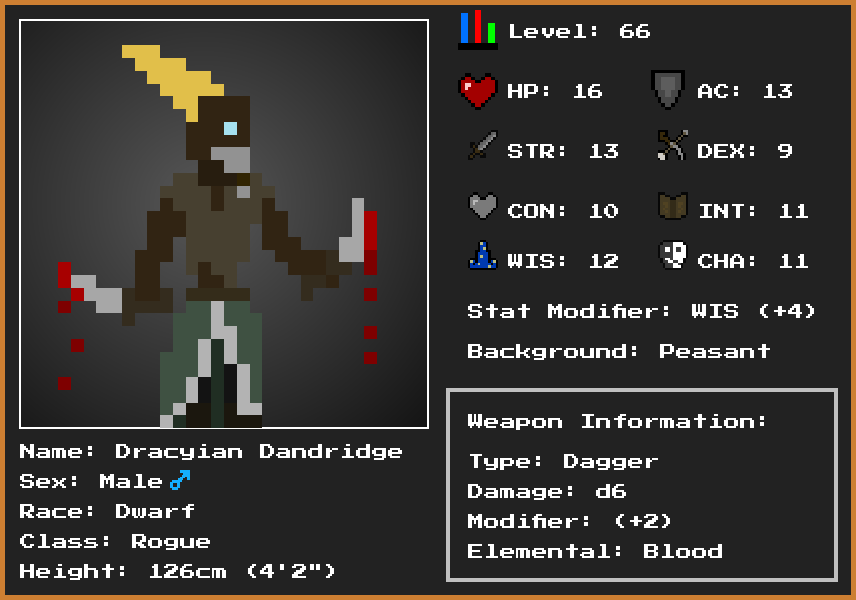 Level: 66
HP: 16 AC: 13
STR: 13 DEX: 9
CON: 10 INT: 11
WIS: 12 CHA: 11
Stat Modifier: WIS (+4)
Background: Peasant
Weapon Information:
Type: Dagger
Damage: d6
Modifier: (+2)
Elemental: Blood
Name: Dracyian Dandridge
Sex: Male♂
Race: Dwarf
Class: Rogue
Height: 126cm (4'2")